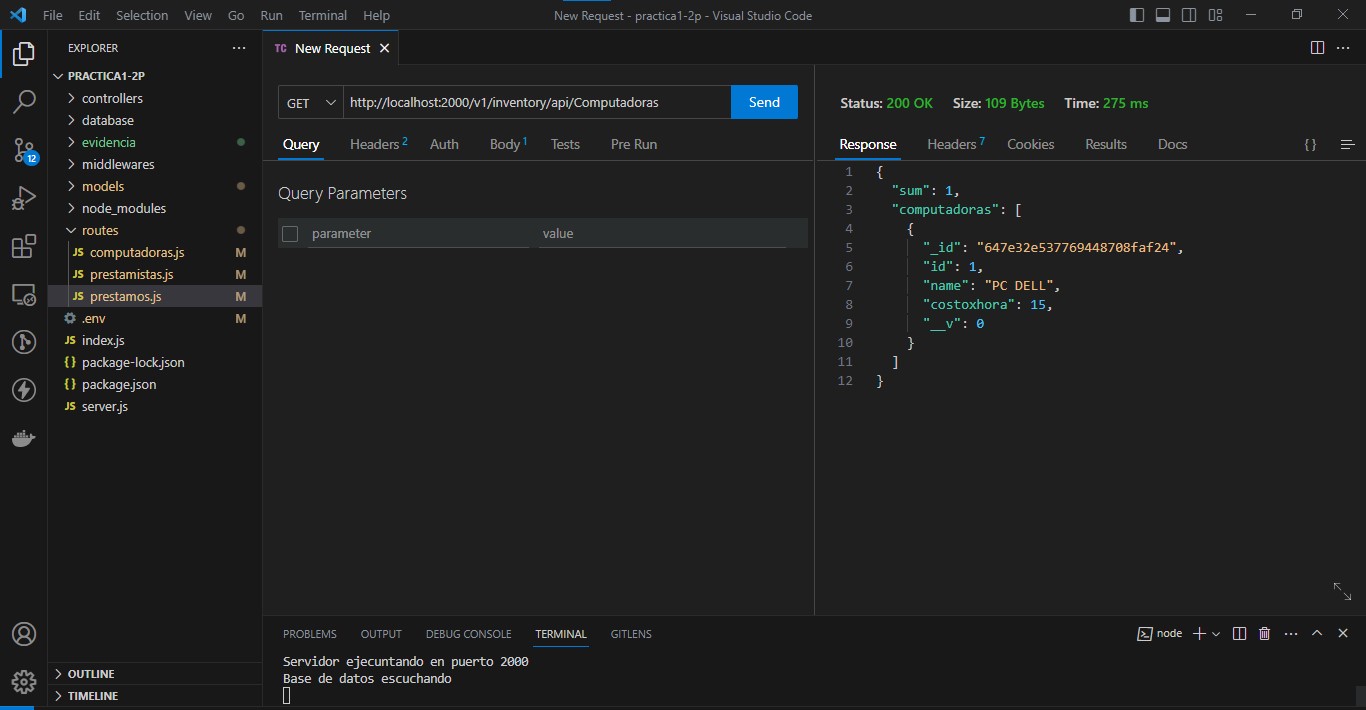 File Edit Selection View Go Run Terminal Help
New Request - practica1-2p - Visual Studio Code
EXPLORER
PRACTICA1-2P
controllers
database
evidencia
middlewares
models
node_modules
routes
JS computadoras.js M
JS prestamistas.js M
JS prestamos.js M
.env M
JS index.js
{} package-lock.json
{} package.json
JS server.js
OUTLINE
TIMELINE
12
TC New Request
GET http://localhost:2000/v1/inventory/api/Computadoras Send
Query Headers 2 Auth Body 1 Tests Pre Run
Query Parameters
parameter value
Status: 200 OK Size: 109 Bytes Time: 275 ms
Response Headers 7 Cookies Results Docs { }
1 {
2 "sum": 1,
3 "computadoras": [
4 {
5 "_id": "647e32e537769448708faf24",
6 "id": 1,
7 "name": "PC DELL",
8 "costoxhora": 15,
9 "__v": 0
10 }
11 ]
12 }
PROBLEMS OUTPUT DEBUG CONSOLE TERMINAL GITLENS
node
Servidor ejecuntando en puerto 2000
Base de datos escuchando